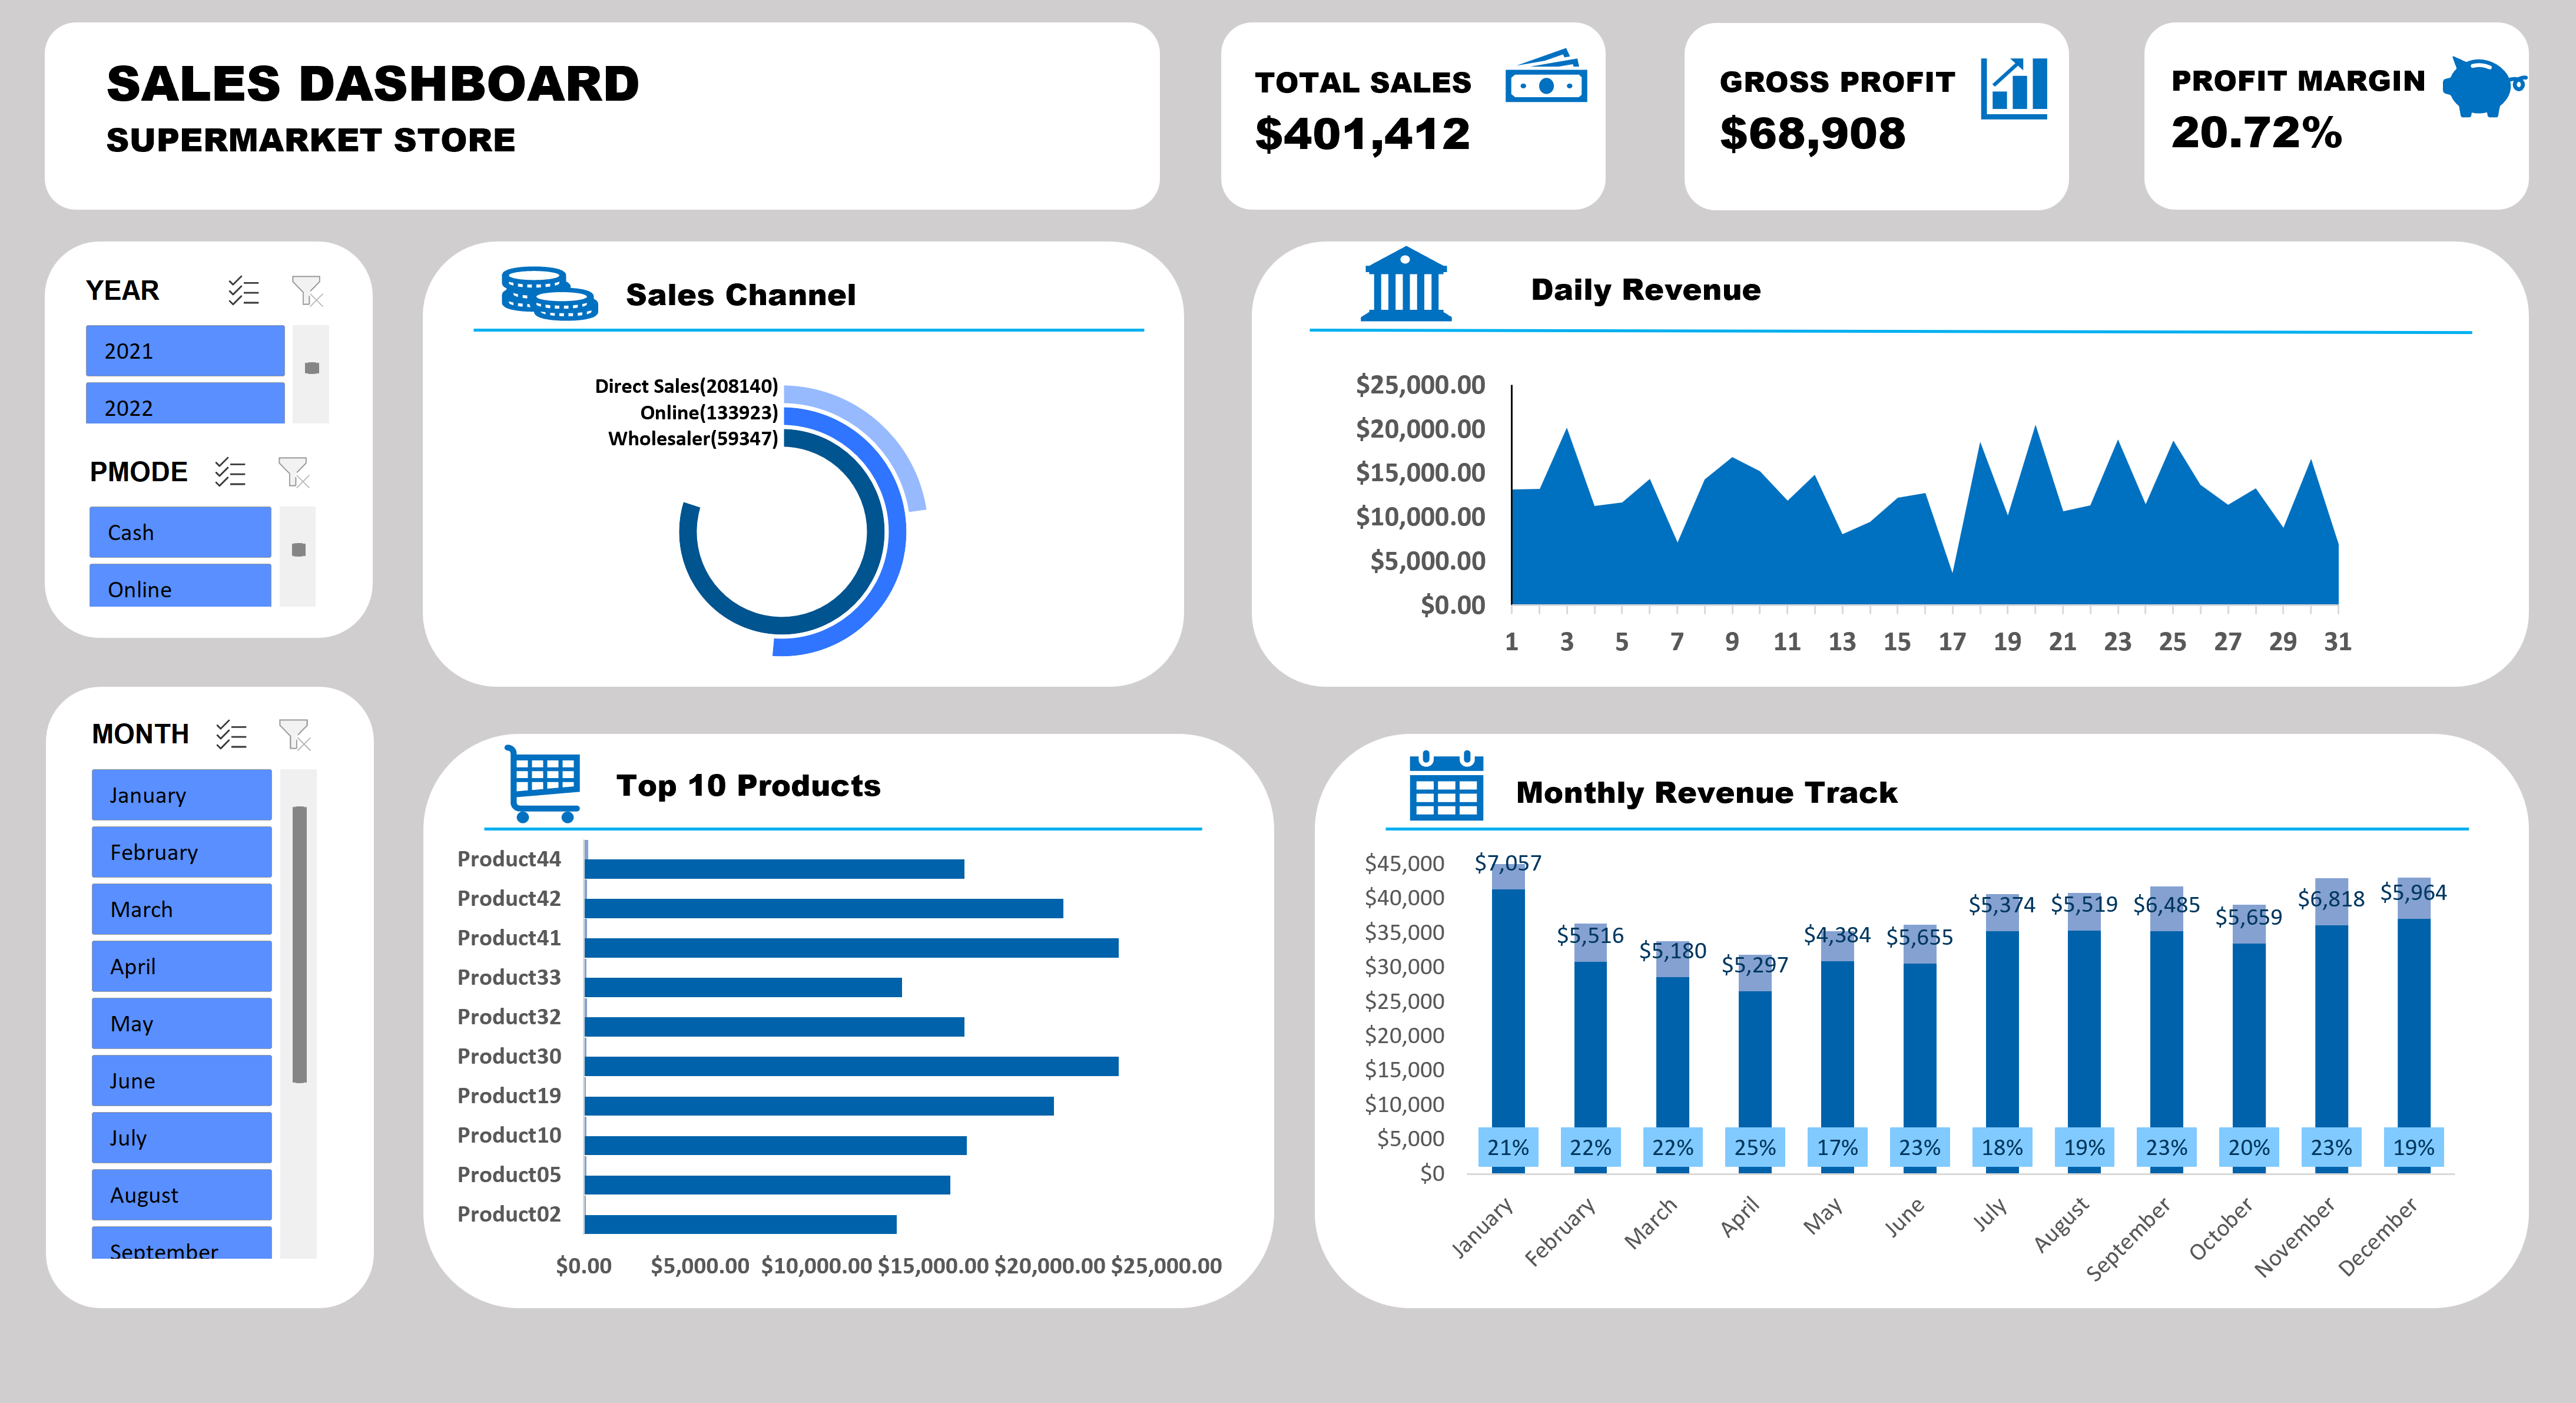 SALES DASHBOARD
SUPERMARKET STORE
TOTAL SALES
$401,412
GROSS PROFIT
$68,908
PROFIT MARGIN
20.72%
YEAR
2021
2022
PMODE
Cash
Online
Sales Channel
Direct Sales(208140)
Online(133923)
Wholesaler(59347)
Daily Revenue
$25,000.00
$20,000.00
$15,000.00
$10,000.00
$5,000.00
$0.00
1 3 5 7 9 11 13 15 17 19 21 23 25 27 29 31
MONTH
January
February
March
April
May
June
July
August
September
Top 10 Products
Product44
Product42
Product41
Product33
Product32
Product30
Product19
Product10
Product05
Product02
$0.00 $5,000.00 $10,000.00 $15,000.00 $20,000.00 $25,000.00
Monthly Revenue Track
$45,000
$40,000
$35,000
$30,000
$25,000
$20,000
$15,000
$10,000
$5,000
$0
$7,057 $5,516 $5,180 $5,297 $4,384 $5,655 $5,374 $5,519 $6,485 $5,659 $6,818 $5,964
21% 22% 22% 25% 17% 23% 18% 19% 23% 20% 23% 19%
January February March April May June July August September October November December